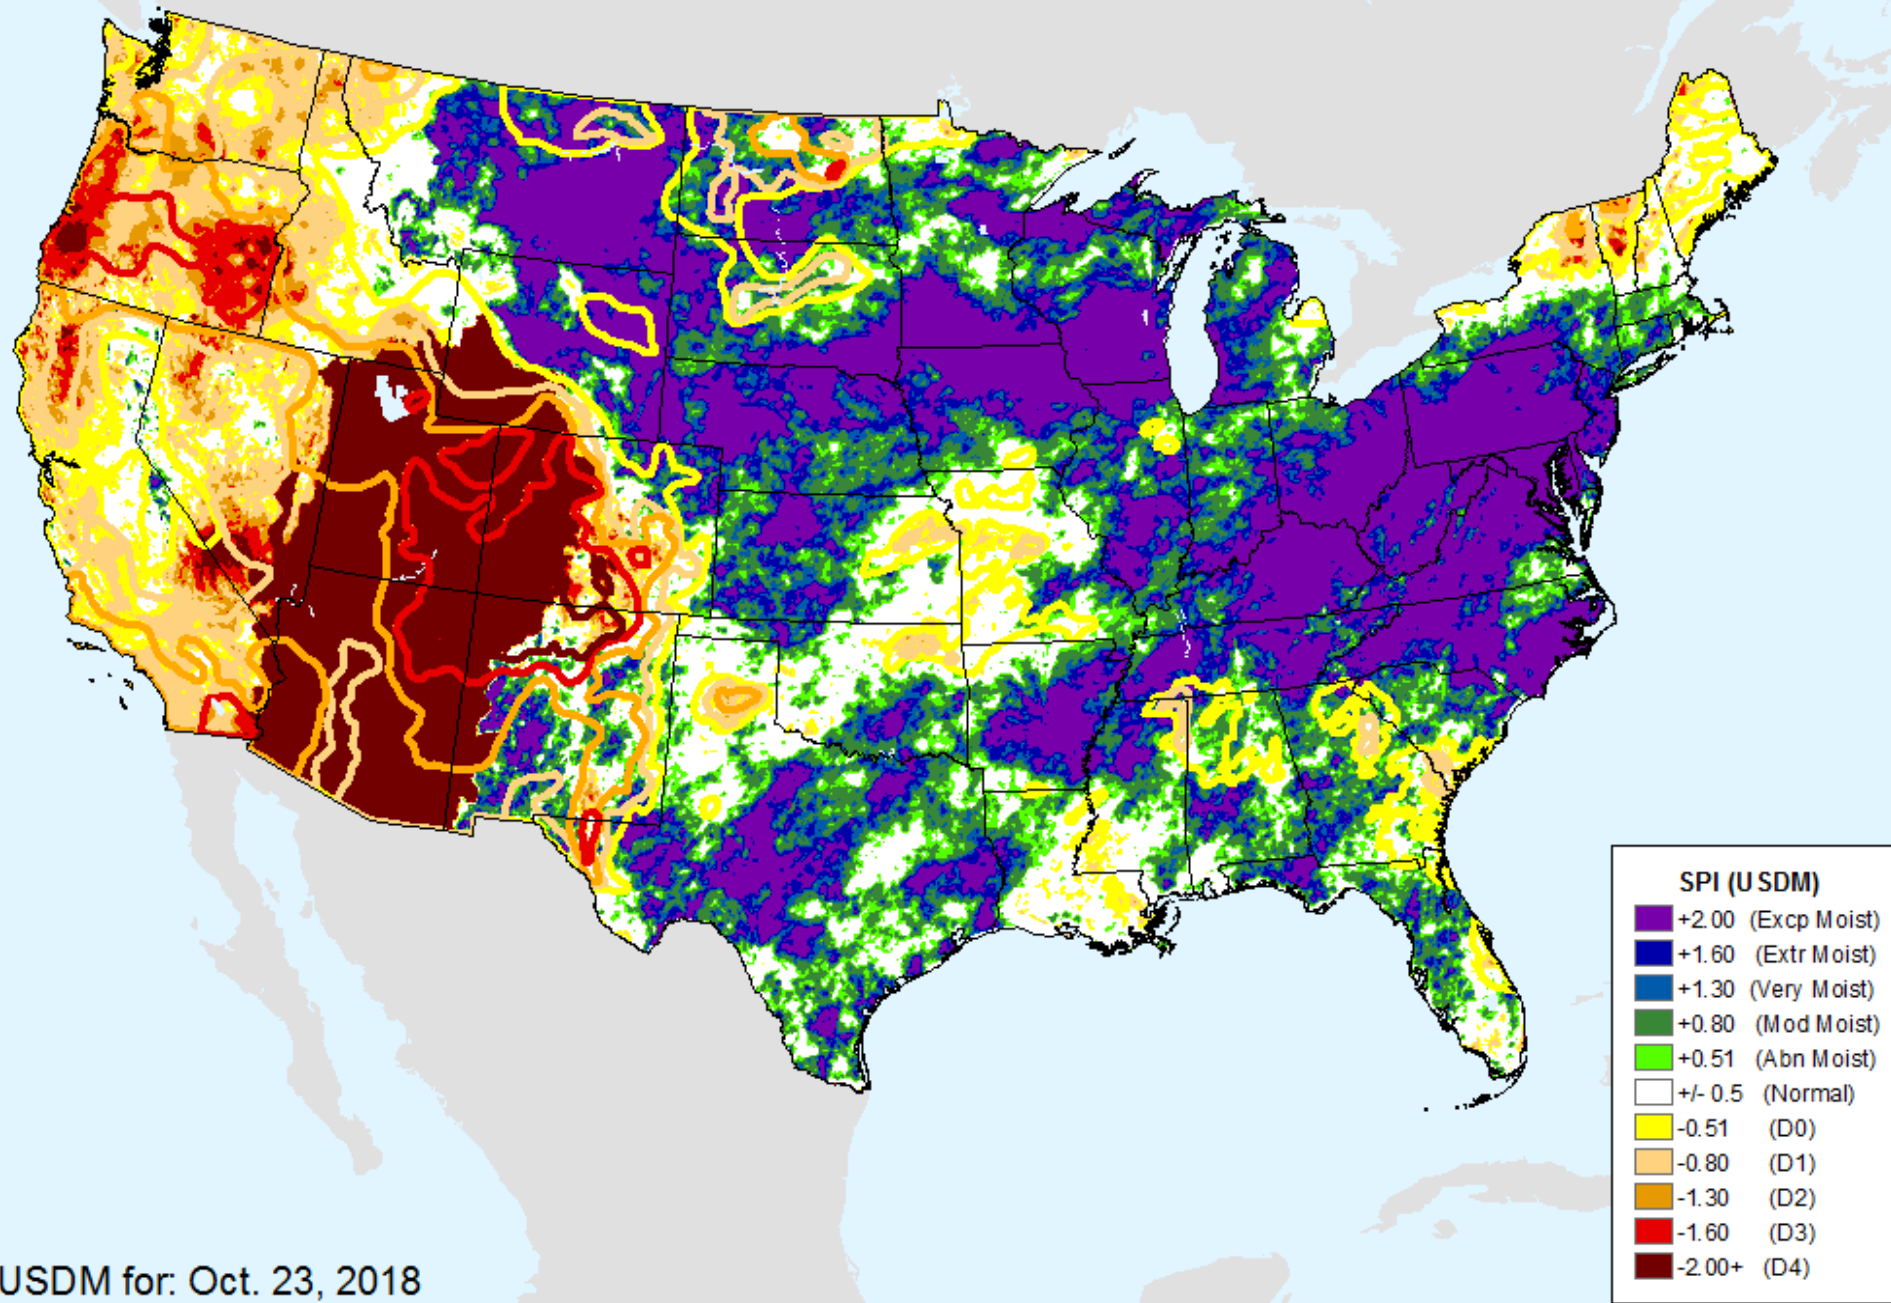 SPI (USDM)
+2.00 (Excp Moist)
+1.60 (Extr Moist)
+1.30 (Very Moist)
+0.80 (Mod Moist)
+0.51 (Abn Moist)
+/- 0.5 (Normal)
-0.51 (D0)
-0.80 (D1)
-1.30 (D2)
-1.60 (D3)
-2.00+ (D4)
USDM for: Oct. 23, 2018